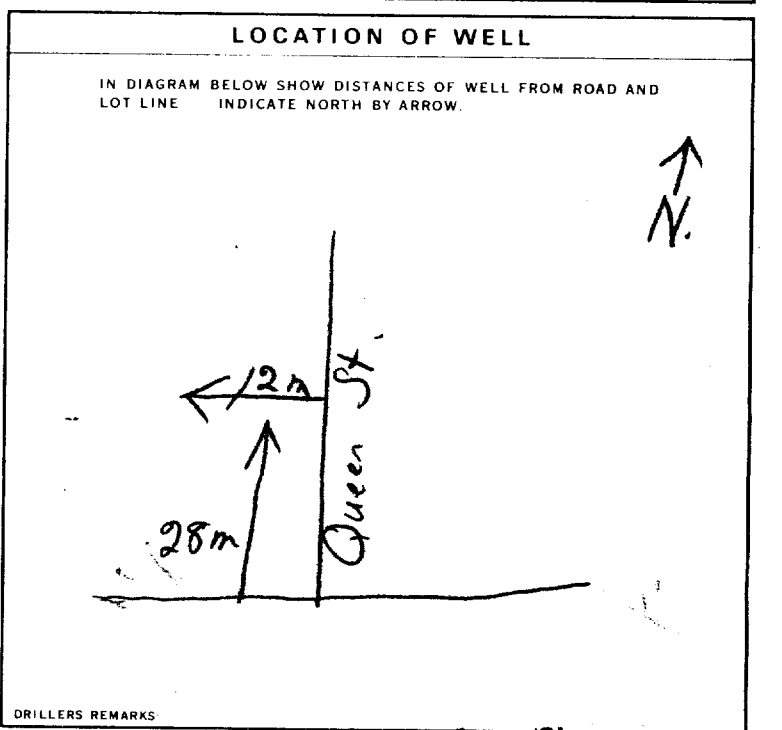 LOCATION OF WELL
IN DIAGRAM BELOW SHOW DISTANCES OF WELL FROM ROAD AND
LOT LINE INDICATE NORTH BY ARROW.
N.
12m
Queen St.
28m
DRILLERS REMARKS